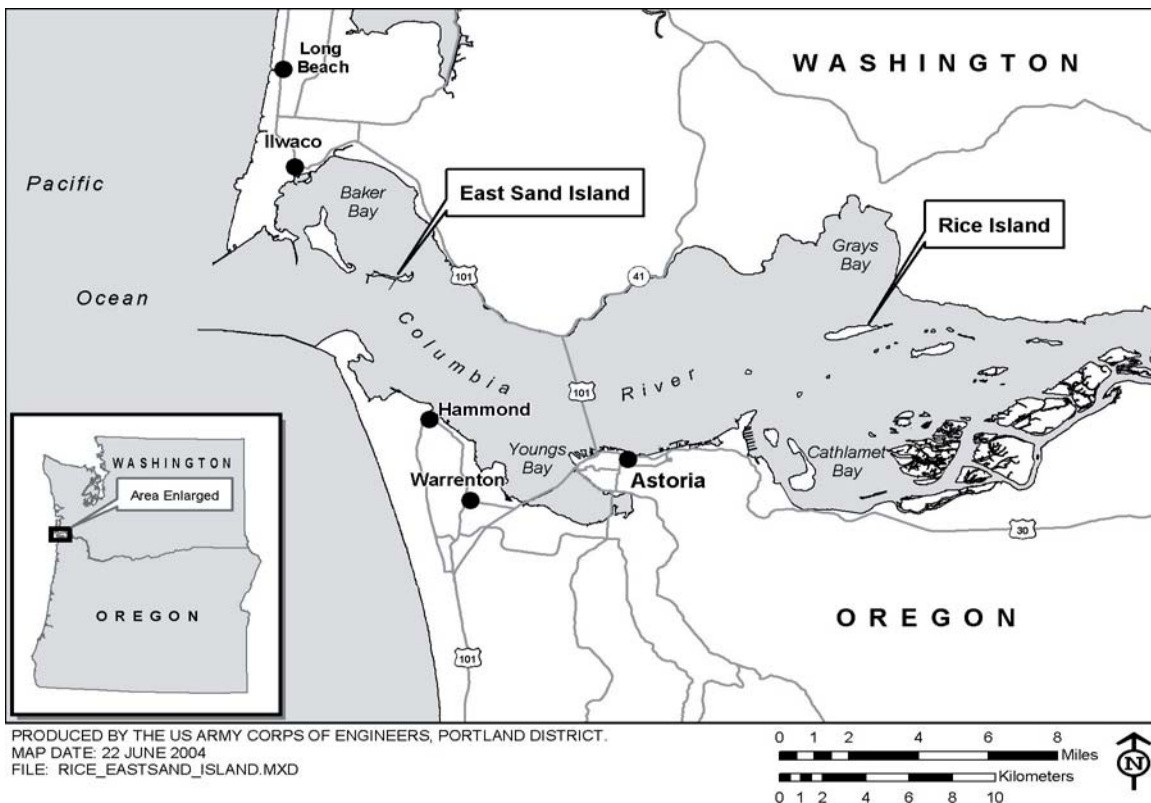 WASHINGTON
Long
Beach
Ilwaco
Pacific
Baker
Bay
East Sand Island
Rice Island
Grays
Bay
101
41
Ocean
Columbia
River
101
Hammond
Youngs
Bay
Cathlamet
Bay
Astoria
Warrenton
30
OREGON
101
WASHINGTON
Area Enlarged
OREGON
PRODUCED BY THE US ARMY CORPS OF ENGINEERS, PORTLAND DISTRICT.
MAP DATE: 22 JUNE 2004
FILE: RICE_EASTSAND_ISLAND.MXD
0 1 2 4 6 8
Miles
Kilometers
0 1 2 4 6 8 10
N